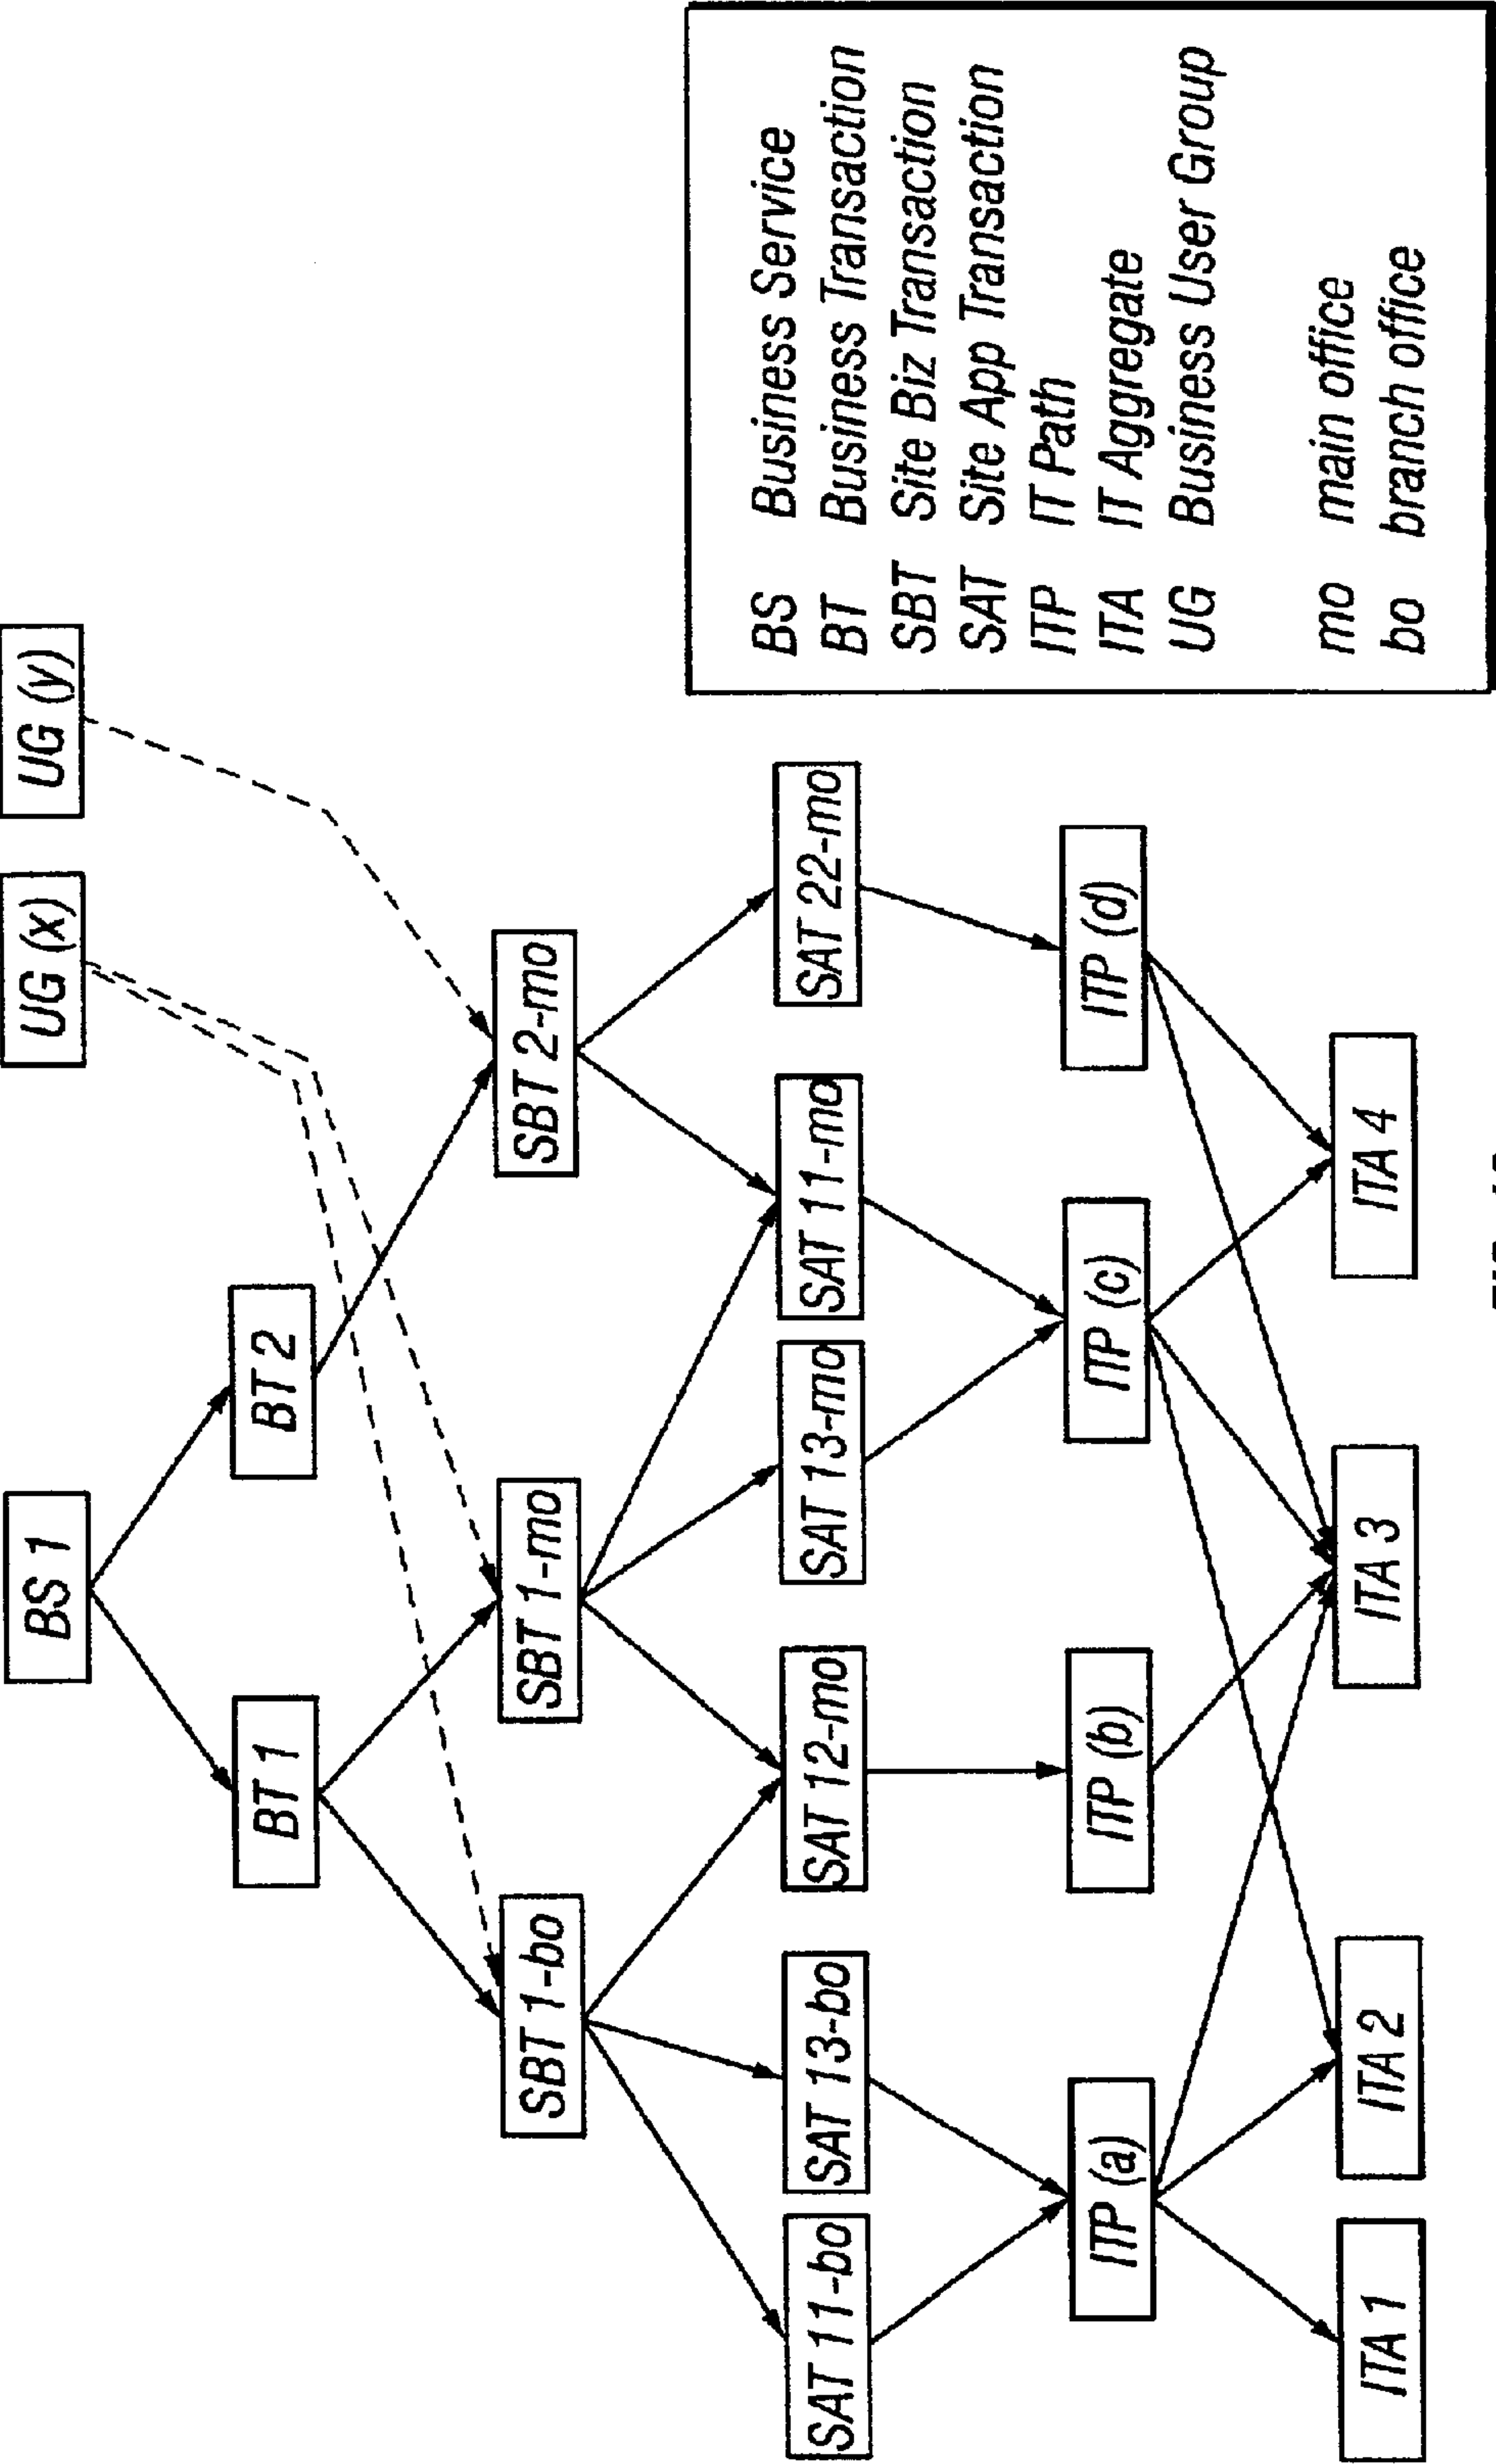 BS 1
UG (x)
UG (y)
BT 1
BT 2
SBT 1-bo
SBT 1-mo
SBT 2-mo
SAT 11-bo
SAT 13-bo
SAT 12-mo
SAT 13-mo
SAT 11-mo
SAT 22-mo
ITP (a)
ITP (b)
ITP (c)
ITP (d)
ITA 1
ITA 2
ITA 3
ITA 4
BS Business Service
BT Business Transaction
SBT Site Biz Transaction
SAT Site App Transaction
ITP IT Path
ITA IT Aggregate
UG Business User Group
mo main office
bo branch office